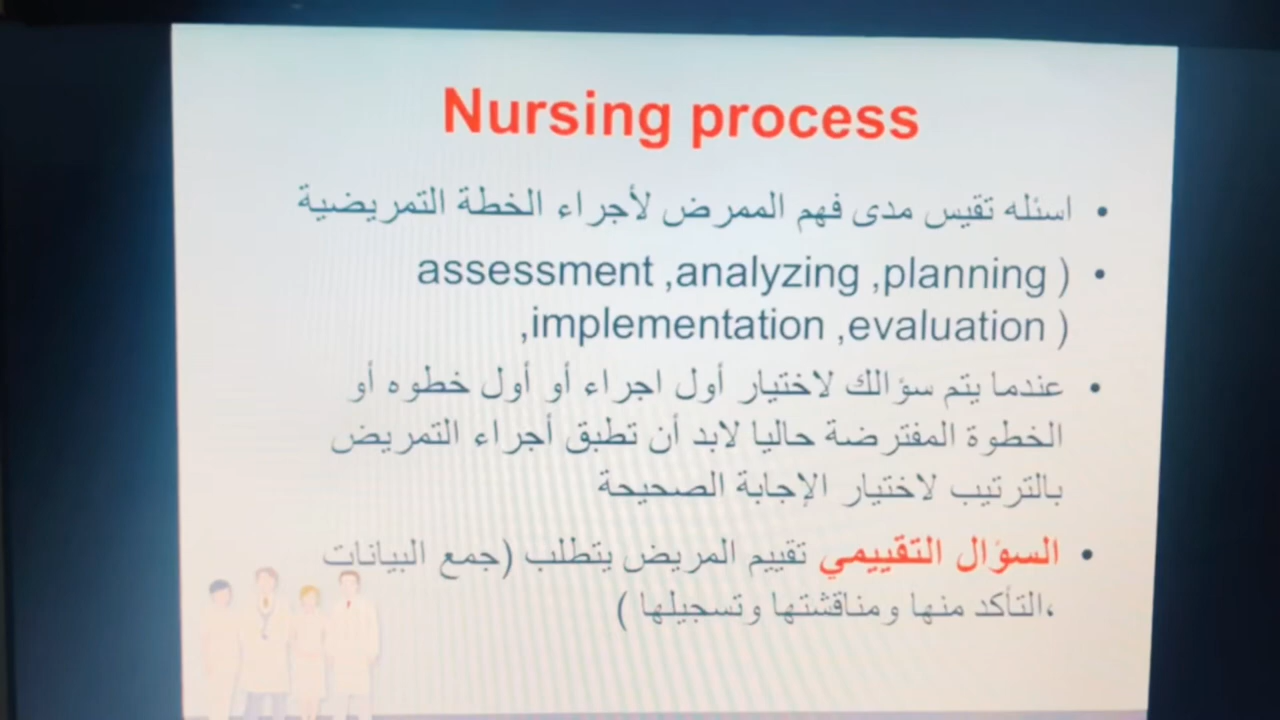 Nursing process
• اسئله تقيس مدى فهم الممرض لأجراء الخطة التمريضية
• ( assessment ,analyzing ,planning
,implementation ,evaluation )
• عندما يتم سؤالك لاختيار أول اجراء أو أول خطوه أو
الخطوة المفترضة حاليا لابد أن تطبق أجراء التمريض
بالترتيب لاختيار الإجابة الصحيحة
• السؤال التقييمي تقييم المريض يتطلب (جمع البيانات
،التأكد منها ومناقشتها وتسجيلها )